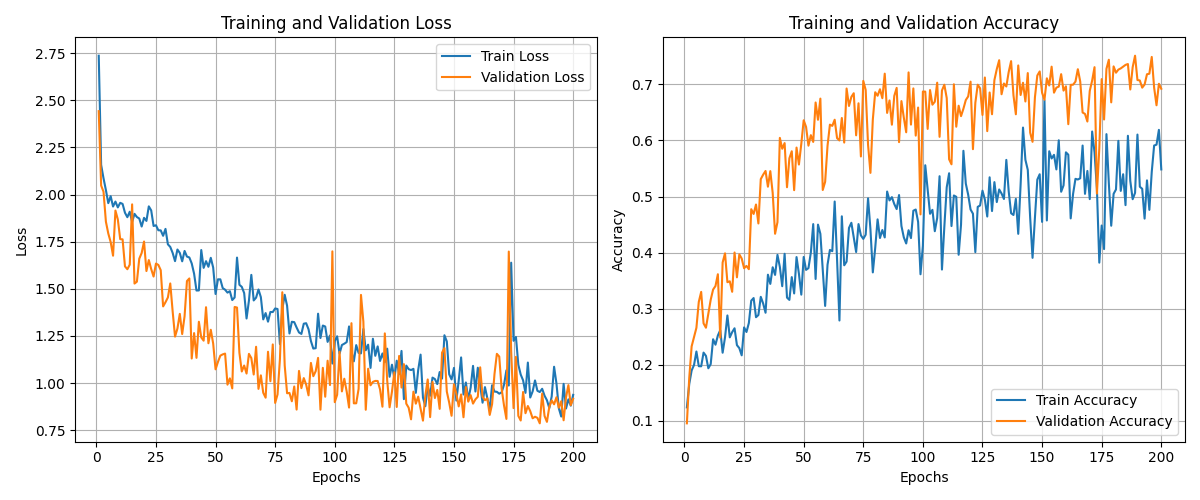 Training and Validation Loss
Train Loss
Validation Loss
2.75
2.50
2.25
2.00
1.75
1.50
1.25
1.00
0.75
Loss
0 25 50 75 100 125 150 175 200
Epochs
Training and Validation Accuracy
0.7
0.6
0.5
0.4
0.3
0.2
0.1
Accuracy
Train Accuracy
Validation Accuracy
0 25 50 75 100 125 150 175 200
Epochs